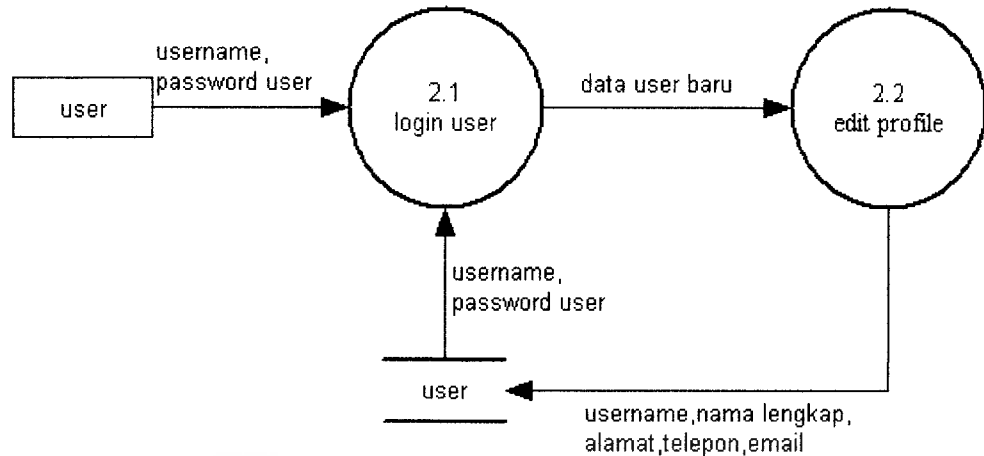 username,
password user
user
2.1
login user
data user baru
2.2
edit profile
username,
password user
user
username,nama lengkap,
alamat,telepon,email